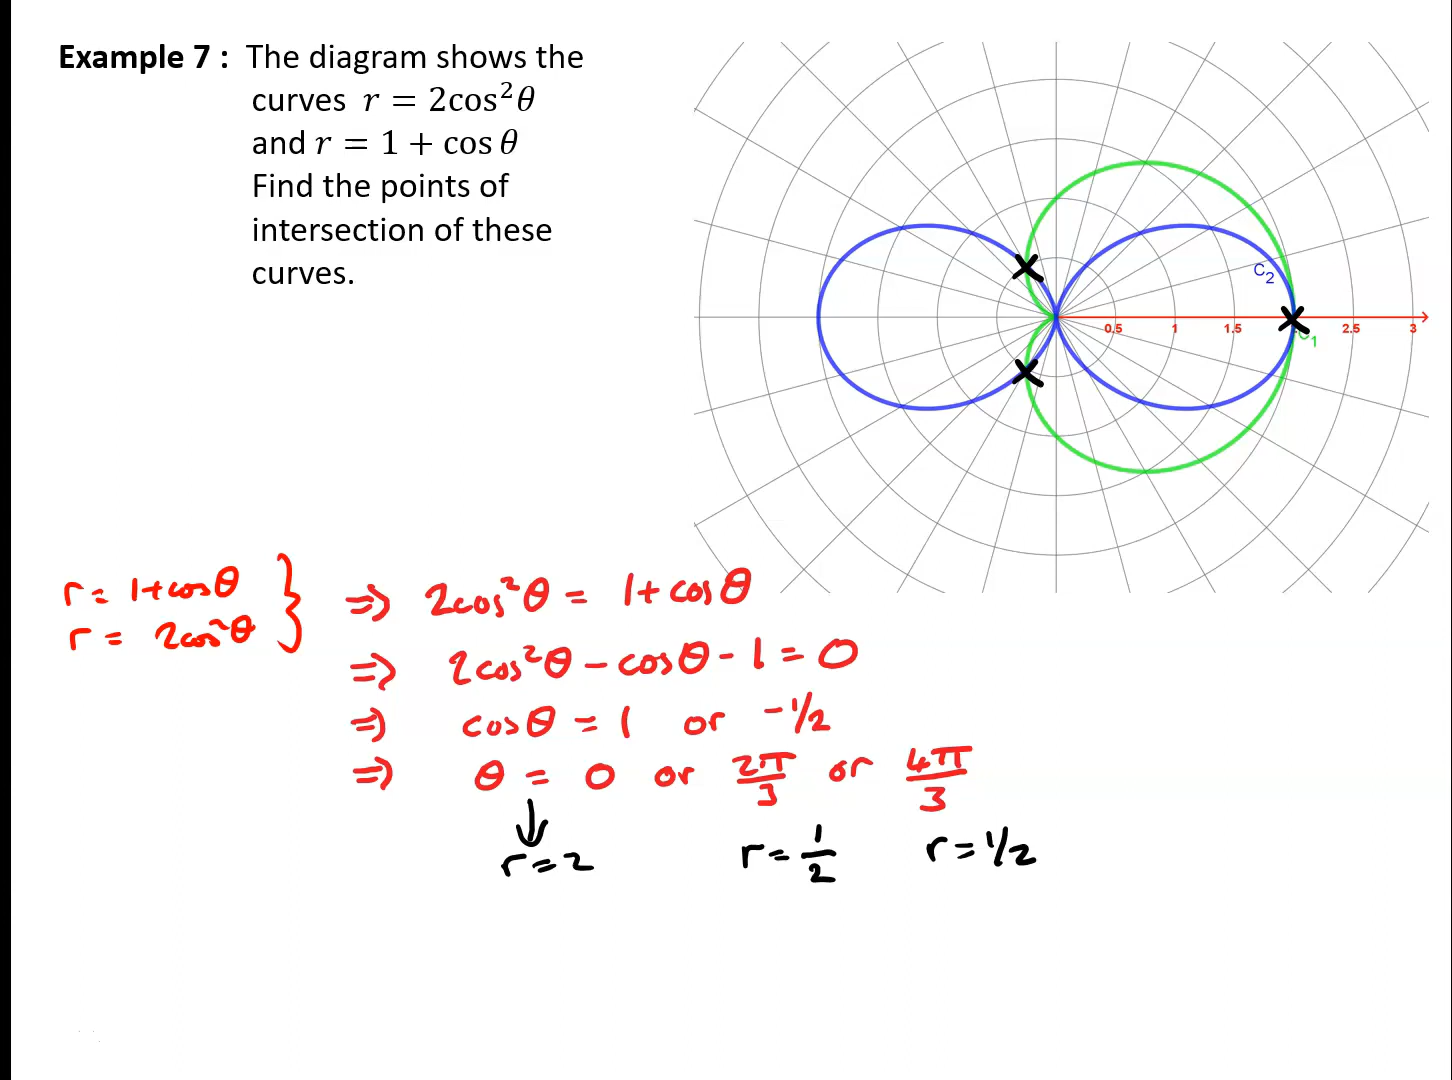 Example 7 : The diagram shows the
curves r = 2cos²θ
and r = 1 + cos θ
Find the points of
intersection of these
curves.
C₂
0.5 1 1.5 2.5 3
C₁
r = 1+cosθ
r = 2cos²θ
} ⇒ 2cos²θ = 1+ cosθ
⇒ 2cos²θ − cosθ − 1 = 0
⇒ cosθ = 1 or −1/2
⇒ θ = 0 or 2π/3 or 4π/3
↓
r=2 r=1/2 r=1/2